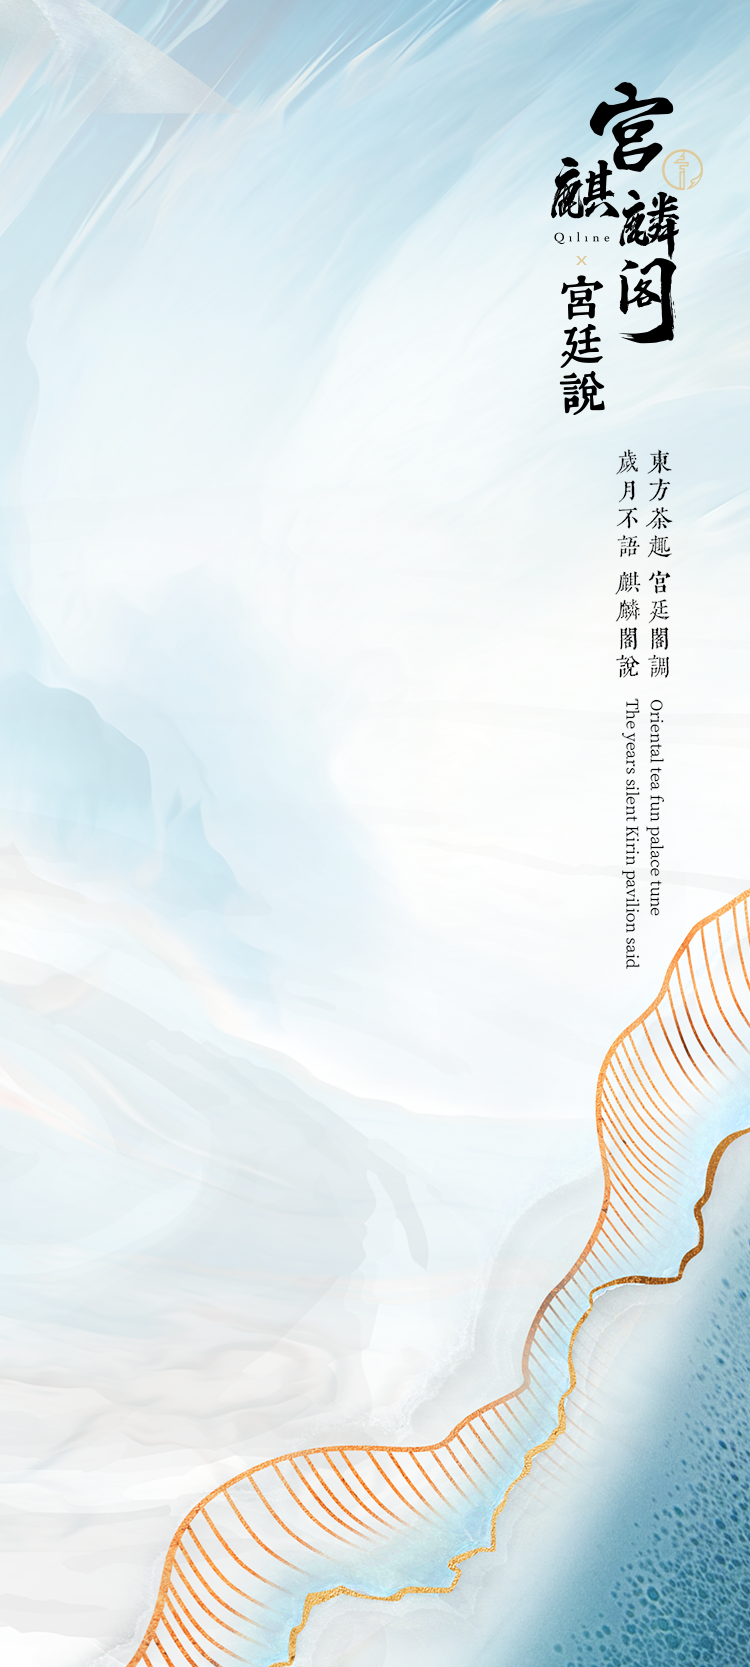 宫麒麟阁
Qiline
×
宫廷說
東方茶趣 宫廷閣調
歲月不語 麒麟閣說
Oriental tea fun palace tune
The years silent Kirin pavilion said